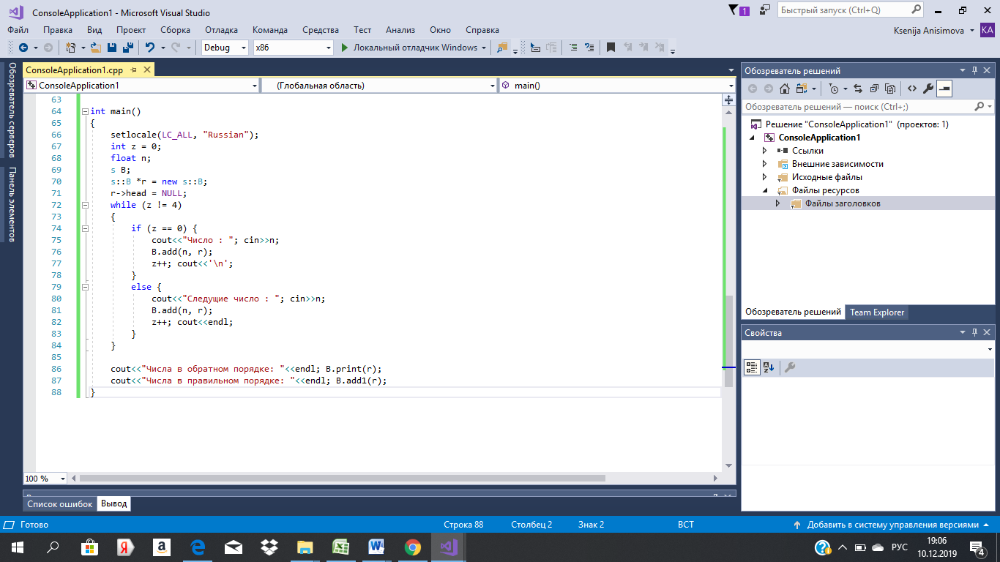 ConsoleApplication1 - Microsoft Visual Studio
1
Быстрый запуск (Ctrl+Q)
Файл Правка Вид Проект Сборка Отладка Команда Средства Тест Анализ Окно Справка
Ksenija Anisimova KA
Debug x86 Локальный отладчик Windows
Обозреватель серверов
Панель элементов
ConsoleApplication1.cpp
ConsoleApplication1 (Глобальная область) main()
63
64 int main()
65 {
66 setlocale(LC_ALL, "Russian");
67 int z = 0;
68 float n;
69 s B;
70 s::B *r = new s::B;
71 r->head = NULL;
72 while (z != 4)
73 {
74 if (z == 0) {
75 cout<<"Число : "; cin>>n;
76 B.add(n, r);
77 z++; cout<<'\n';
78 }
79 else {
80 cout<<"Следущие число : "; cin>>n;
81 B.add(n, r);
82 z++; cout<<endl;
83 }
84 }
85
86 cout<<"Числа в обратном порядке: "<<endl; B.print(r);
87 cout<<"Числа в правильном порядке: "<<endl; B.add1(r);
88 }
100 %
Список ошибок Вывод
Обозреватель решений
Обозреватель решений — поиск (Ctrl+;)
Решение "ConsoleApplication1" (проектов: 1)
ConsoleApplication1
Ссылки
Внешние зависимости
Исходные файлы
Файлы ресурсов
Файлы заголовков
Обозреватель решений Team Explorer
Свойства
Готово Строка 88 Столбец 2 Знак 2 ВСТ Добавить в систему управления версиями
РУС
19:06
10.12.2019
4